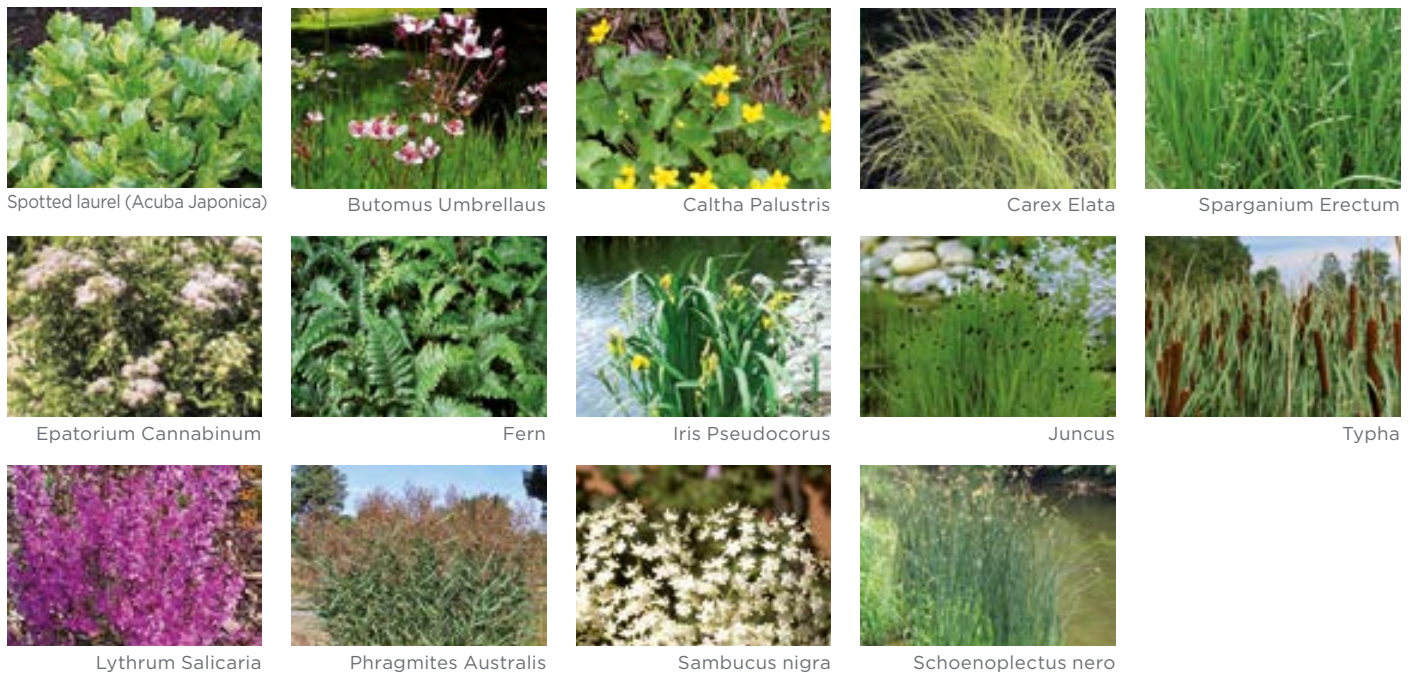 Spotted laurel (Acuba Japonica)
Butomus Umbrellaus
Caltha Palustris
Carex Elata
Sparganium Erectum
Epatorium Cannabinum
Fern
Iris Pseudocorus
Juncus
Typha
Lythrum Salicaria
Phragmites Australis
Sambucus nigra
Schoenoplectus nero